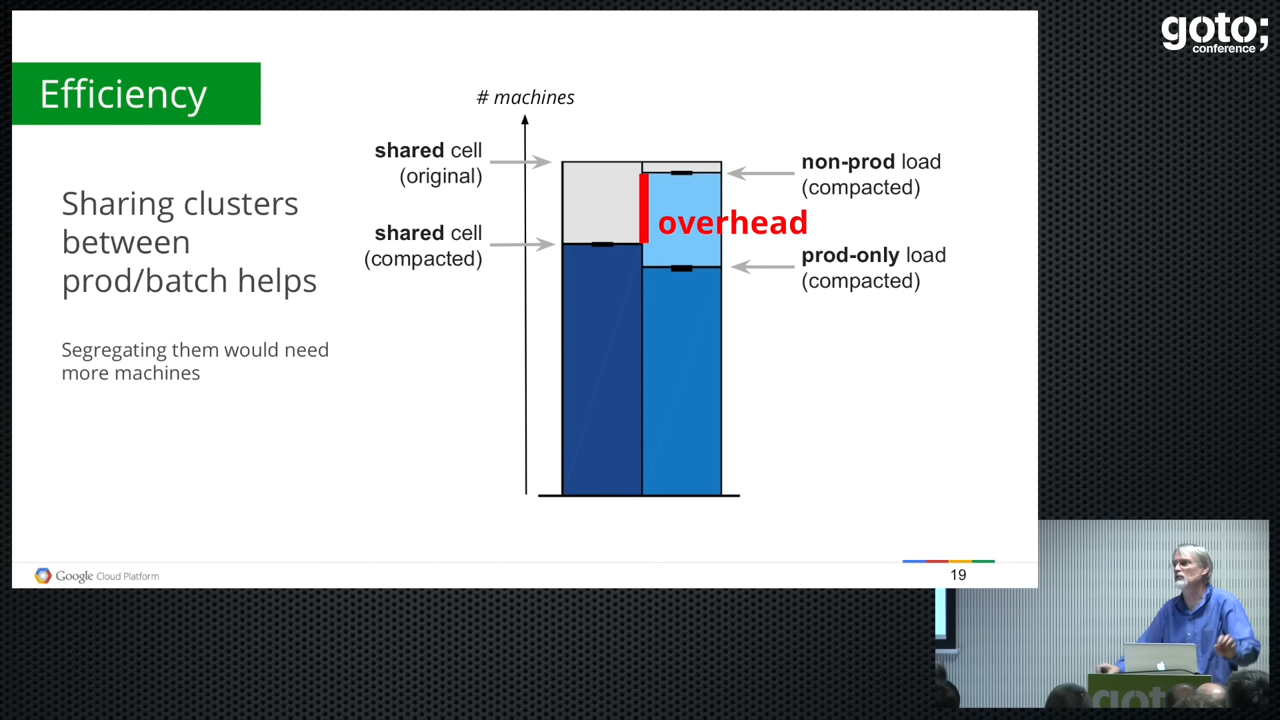 goto;
conference
Efficiency
Sharing clusters
between
prod/batch helps
Segregating them would need
more machines
# machines
shared cell
(original)
shared cell
(compacted)
non-prod load
(compacted)
overhead
prod-only load
(compacted)
Google Cloud Platform
19
goto